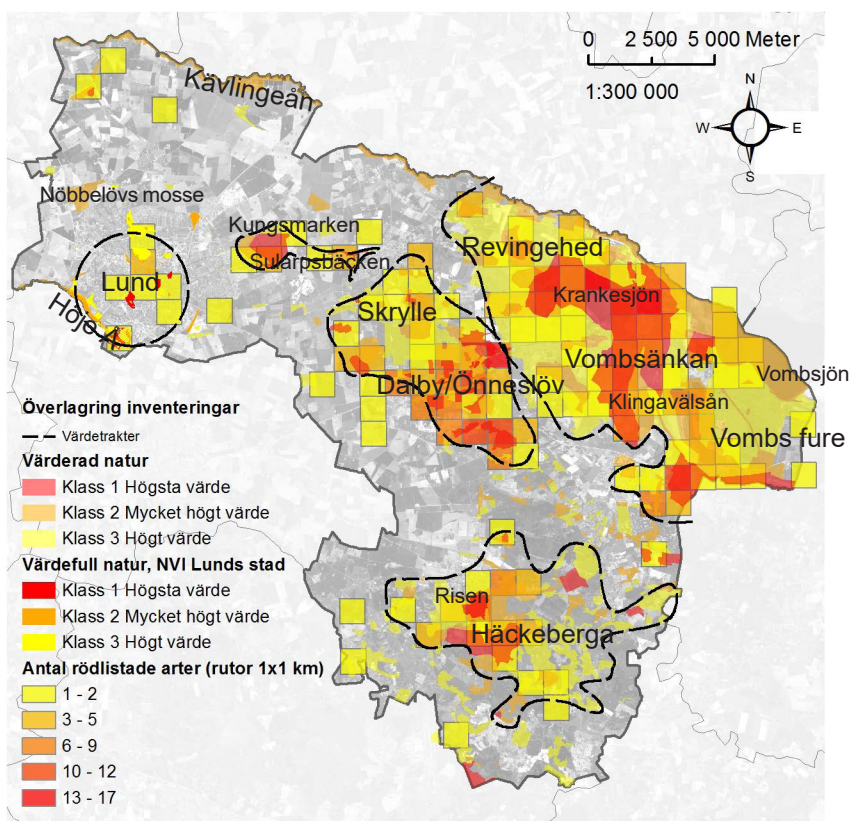 0 2 500 5 000 Meter
1:300 000
N
W E
S
Kävlingeån
Nöbbelövs mosse
Kungsmarken
Sularpsbäcken
Lund
Höje Å
Revingehed
Krankesjön
Skrylle
Vombsänkan
Vombsjön
Dalby/Önneslöv
Klingavälsån
Vombs fure
Risen
Häckeberga
Överlagring inventeringar
Värdetrakter
Värderad natur
Klass 1 Högsta värde
Klass 2 Mycket högt värde
Klass 3 Högt värde
Värdefull natur, NVI Lunds stad
Klass 1 Högsta värde
Klass 2 Mycket högt värde
Klass 3 Högt värde
Antal rödlistade arter (rutor 1x1 km)
1 - 2
3 - 5
6 - 9
10 - 12
13 - 17